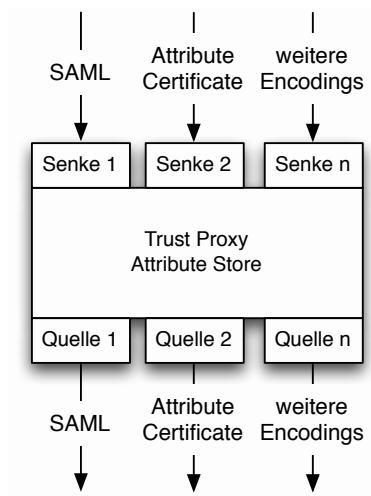 SAML
Attribute
Certificate
weitere
Encodings
Senke 1
Senke 2
Senke n
Trust Proxy
Attribute Store
Quelle 1
Quelle 2
Quelle n
SAML
Attribute
Certificate
weitere
Encodings